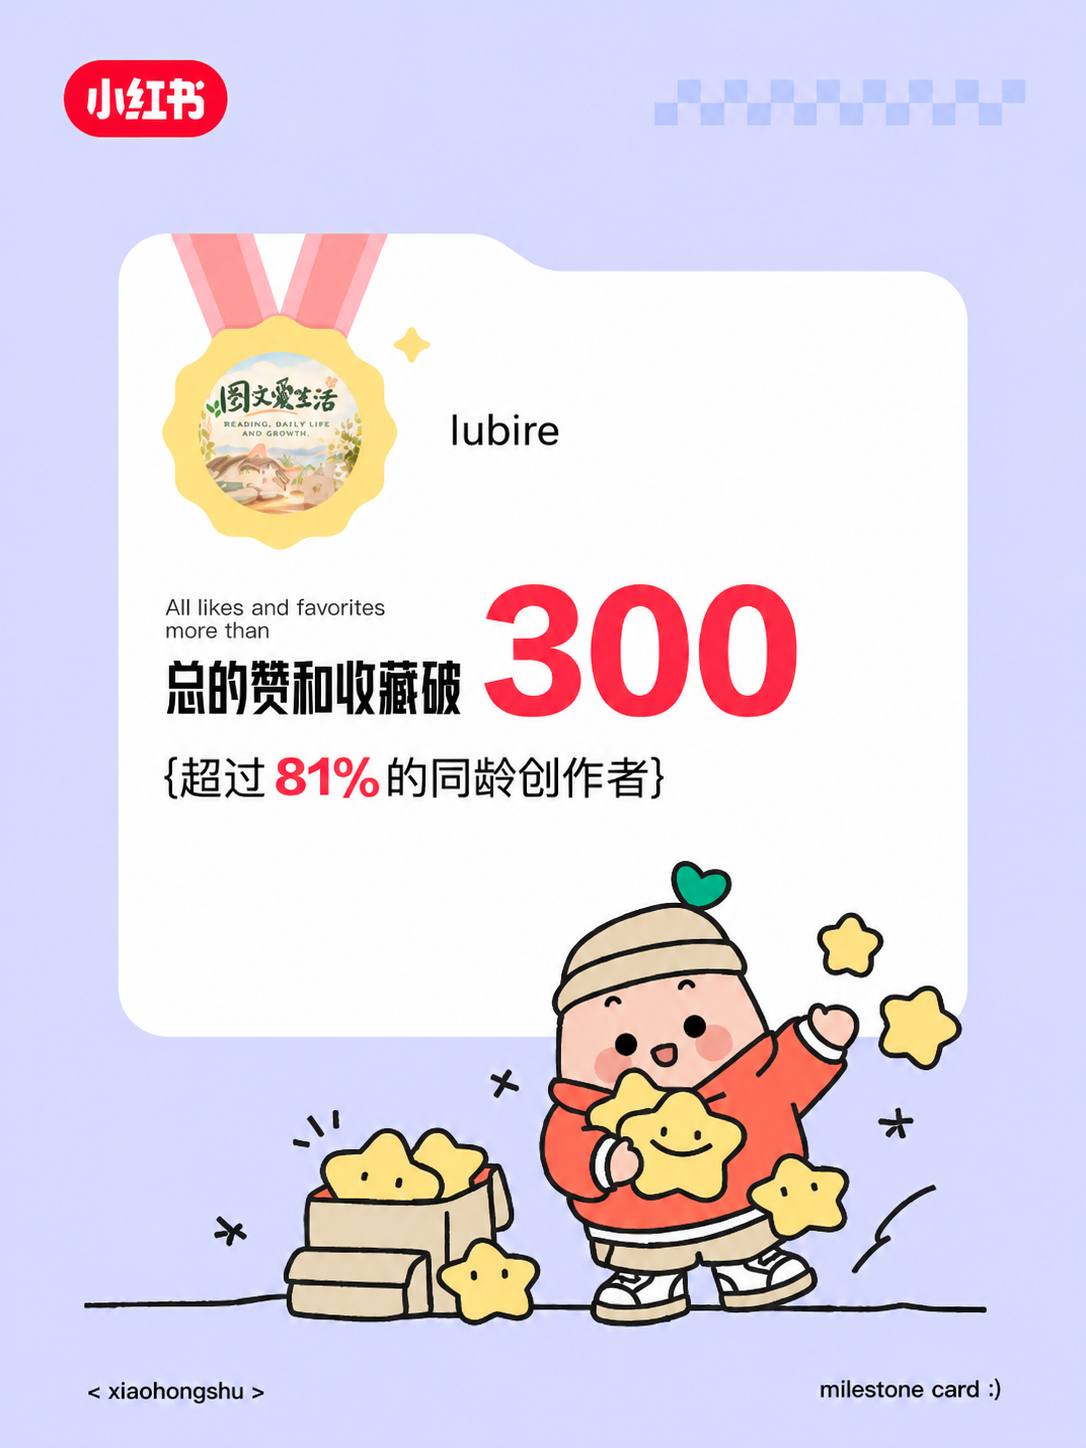 小红书
圖文愛生活
READING, DAILY LIFE
AND GROWTH.
lubire
All likes and favorites
more than
总的赞和收藏破 300
{超过 81% 的同龄创作者}
< xiaohongshu >
milestone card :)